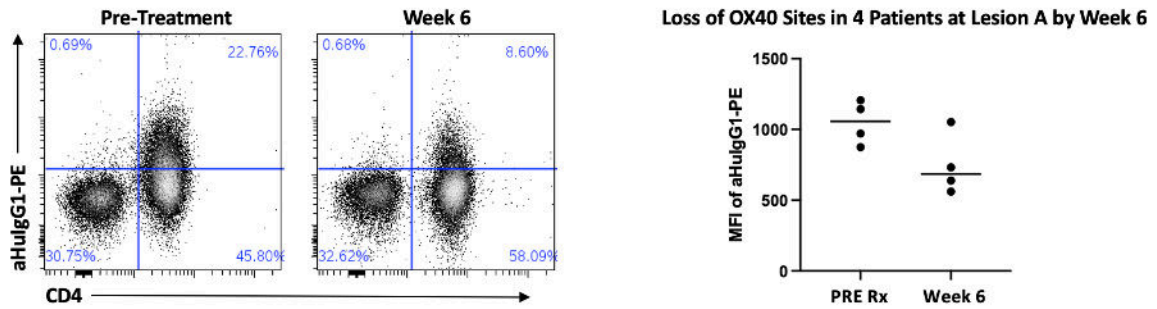 Pre-Treatment
Week 6
0.69%
22.76%
30.75%
45.80%
0.68%
8.60%
32.62%
58.09%
aHuIgG1-PE
CD4
Loss of OX40 Sites in 4 Patients at Lesion A by Week 6
MFI of aHuIgG1-PE
1500
1000
500
0
PRE Rx
Week 6